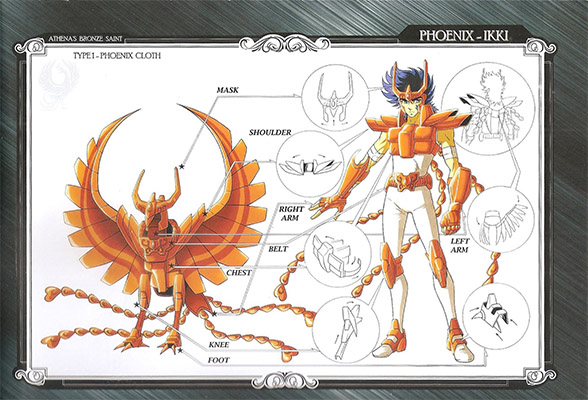 ATHENA'S BRONZE SAINT
PHOENIX - IKKI
TYPE 1 - PHOENIX CLOTH
MASK
SHOULDER
RIGHT
ARM
BELT
LEFT
ARM
CHEST
KNEE
FOOT